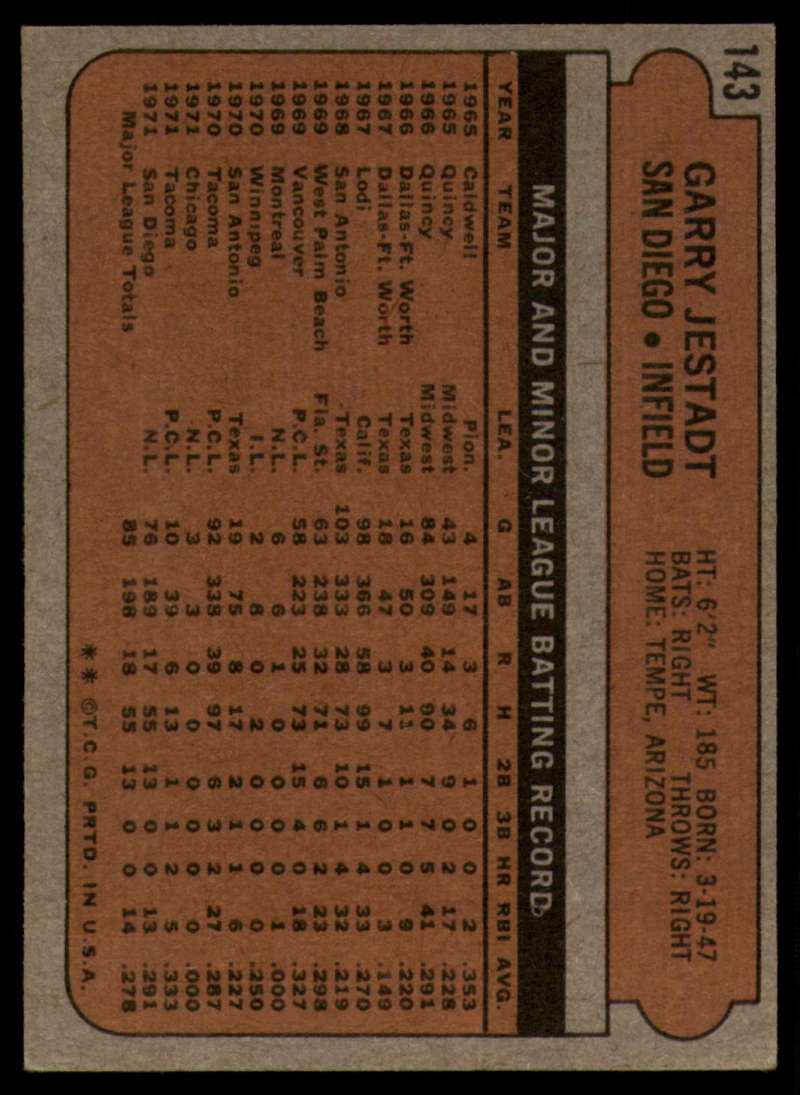 143
GARRY JESTADT
SAN DIEGO • INFIELD
HT: 6'2" WT: 185 BORN: 3-19-47
BATS: RIGHT THROWS: RIGHT
HOME: TEMPE, ARIZONA
MAJOR AND MINOR LEAGUE BATTING RECORD
YEAR TEAM LEA. G AB R H 2B 3B HR RBI AVG.
1965 Caldwell Pion. 4 17 3 6 1 0 0 2 .353
1965 Quincy Midwest 43 149 14 34 9 0 2 17 .228
1966 Quincy Midwest 84 309 40 90 7 7 5 41 .291
1966 Dallas-Ft. Worth Texas 16 50 3 11 1 1 0 9 .220
1967 Dallas-Ft. Worth Texas 18 47 3 7 1 0 0 3 .149
1967 Lodi Calif. 98 366 58 99 15 1 4 33 .270
1968 San Antonio Texas 103 333 28 73 10 1 4 32 .219
1969 West Palm Beach Fla. St. 63 238 32 71 6 6 2 23 .298
1969 Vancouver P.C.L. 58 223 25 73 15 4 0 18 .327
1969 Montreal N.L. 6 6 1 0 0 0 0 1 .000
1970 Winnipeg I.L. 2 8 0 2 0 0 0 0 .250
1970 San Antonio Texas 19 75 8 17 2 1 1 6 .227
1970 Tacoma P.C.L. 92 338 39 97 6 3 2 27 .287
1971 Chicago N.L. 3 3 0 0 0 0 0 0 .000
1971 Tacoma P.C.L. 10 39 6 13 1 1 2 5 .333
1971 San Diego N.L. 76 189 17 55 13 0 0 13 .291
Major League Totals 85 198 18 55 13 0 0 14 .278
** ©T.C.G. PRTD. IN U.S.A.